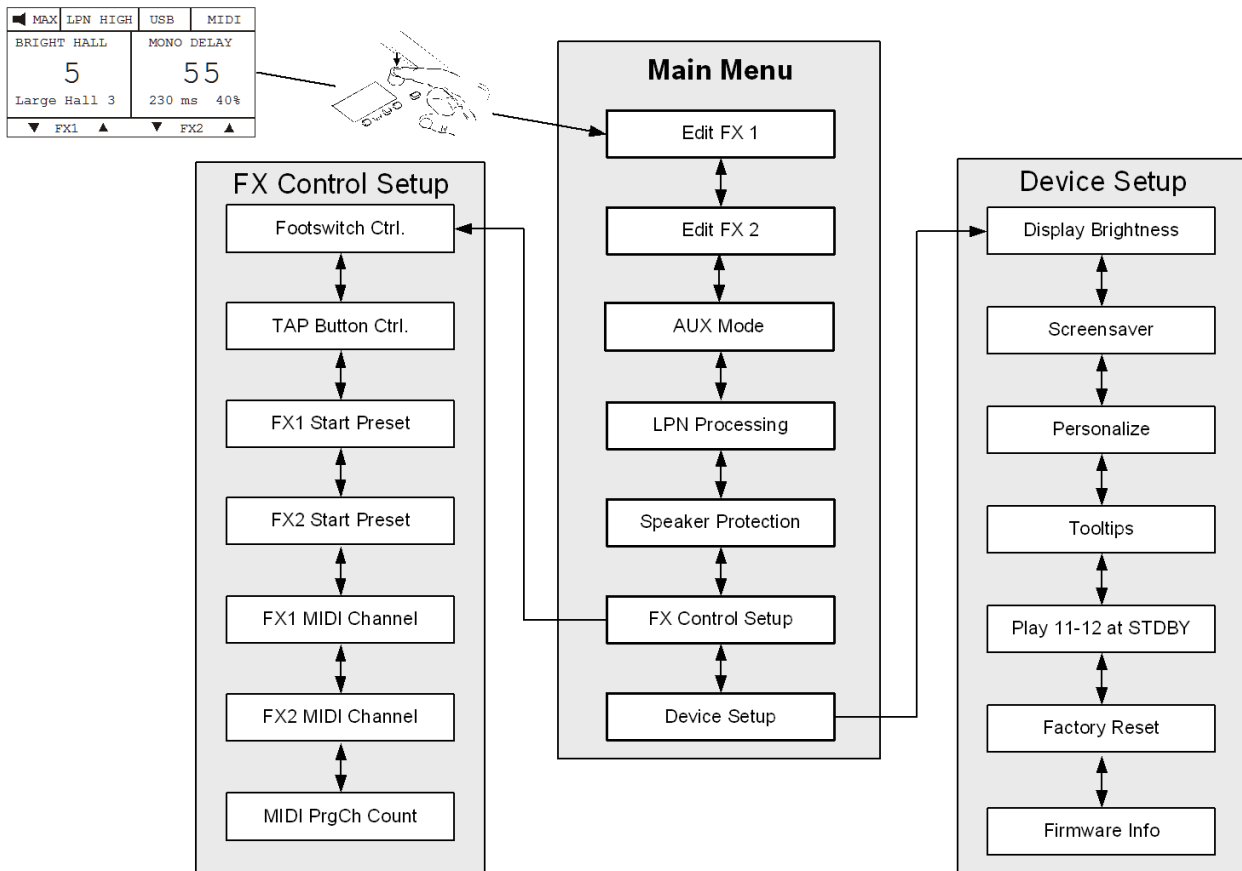 MAX LPN HIGH USB MIDI
BRIGHT HALL MONO DELAY
5 55
Large Hall 3 230 ms 40%
▼ FX1 ▲ ▼ FX2 ▲
Main Menu
Edit FX 1
Edit FX 2
AUX Mode
LPN Processing
Speaker Protection
FX Control Setup
Device Setup
FX Control Setup
Footswitch Ctrl.
TAP Button Ctrl.
FX1 Start Preset
FX2 Start Preset
FX1 MIDI Channel
FX2 MIDI Channel
MIDI PrgCh Count
Device Setup
Display Brightness
Screensaver
Personalize
Tooltips
Play 11-12 at STDBY
Factory Reset
Firmware Info